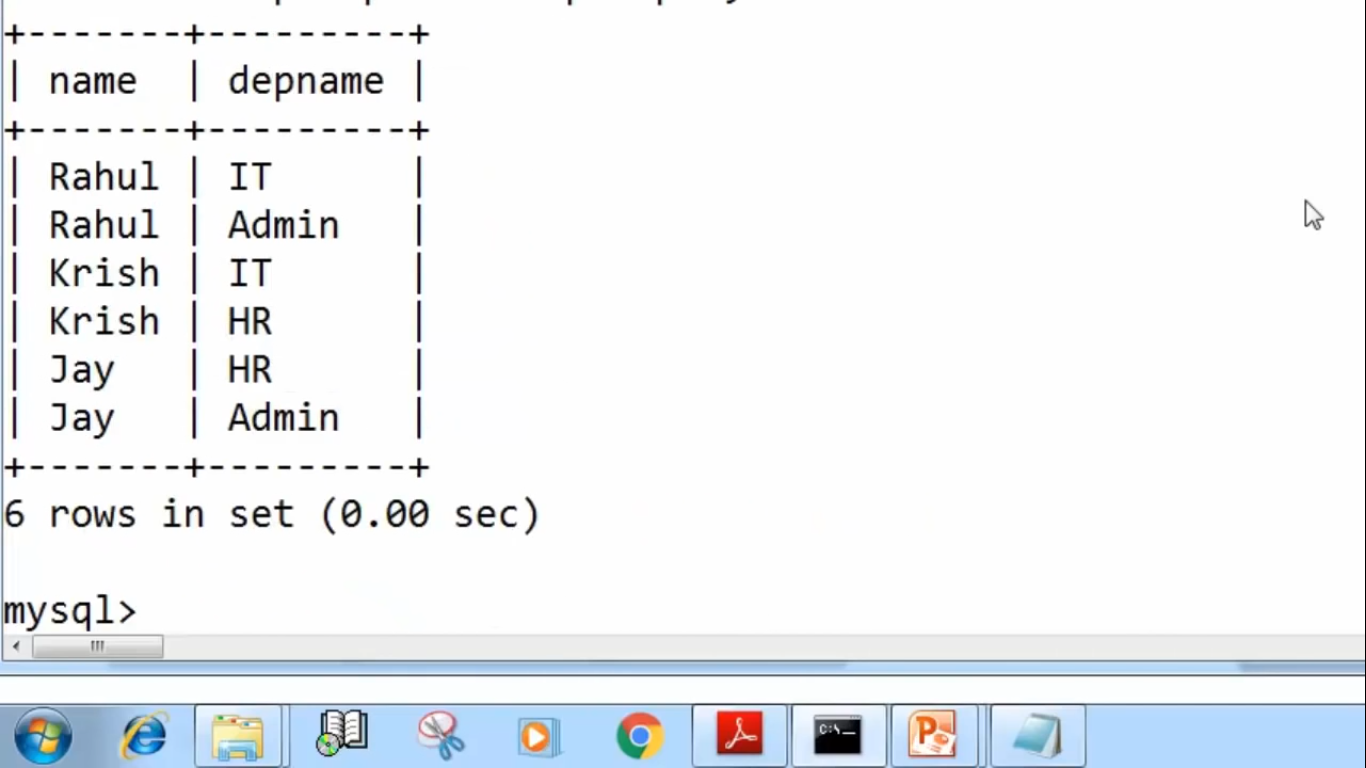 +-------+---------+
| name  | depname |
+-------+---------+
| Rahul | IT      |
| Rahul | Admin   |
| Krish | IT      |
| Krish | HR      |
| Jay   | HR      |
| Jay   | Admin   |
+-------+---------+
6 rows in set (0.00 sec)
mysql>
C:\_